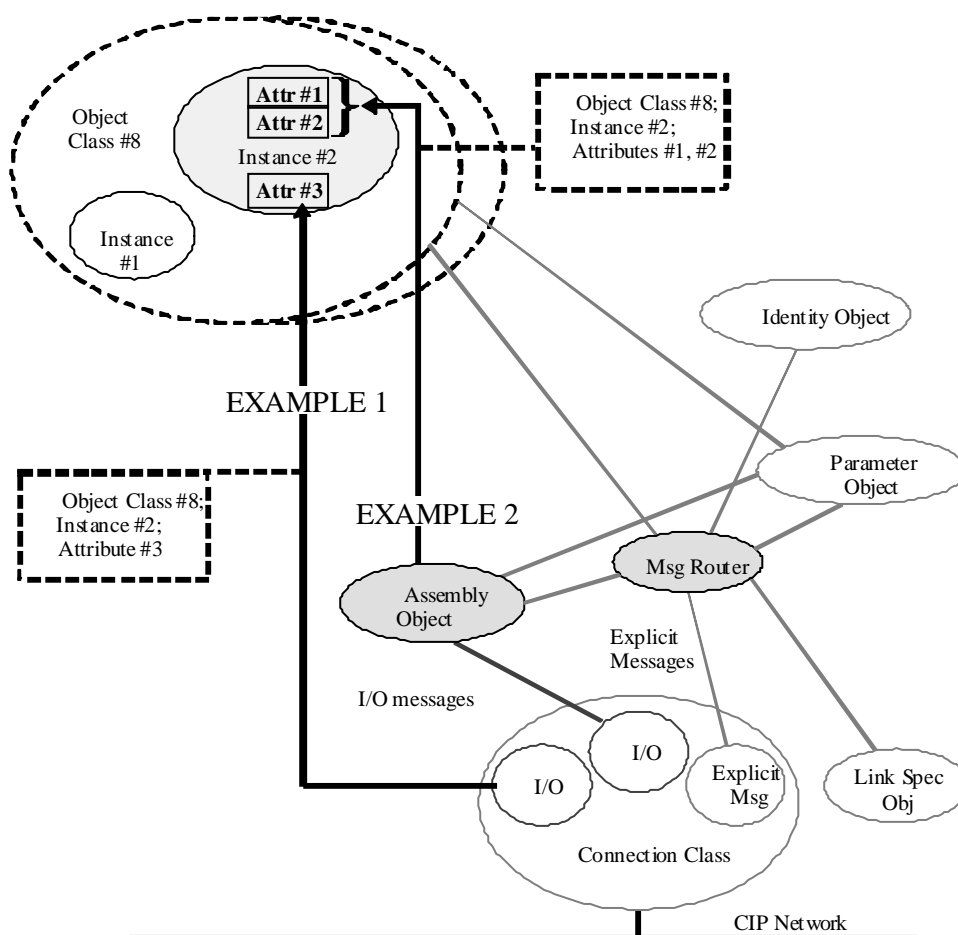 Attr #1
Attr #2
Object
Class #8
Instance #2
Attr #3
Instance
#1
Object Class #8;
Instance #2;
Attributes #1, #2
Identity Object
EXAMPLE 1
Parameter
Object
Object Class #8;
Instance #2;
Attribute #3
EXAMPLE 2
Msg Router
Assembly
Object
Explicit
Messages
I/O messages
I/O
I/O
Explicit
Msg
Link Spec
Obj
Connection Class
CIP Network